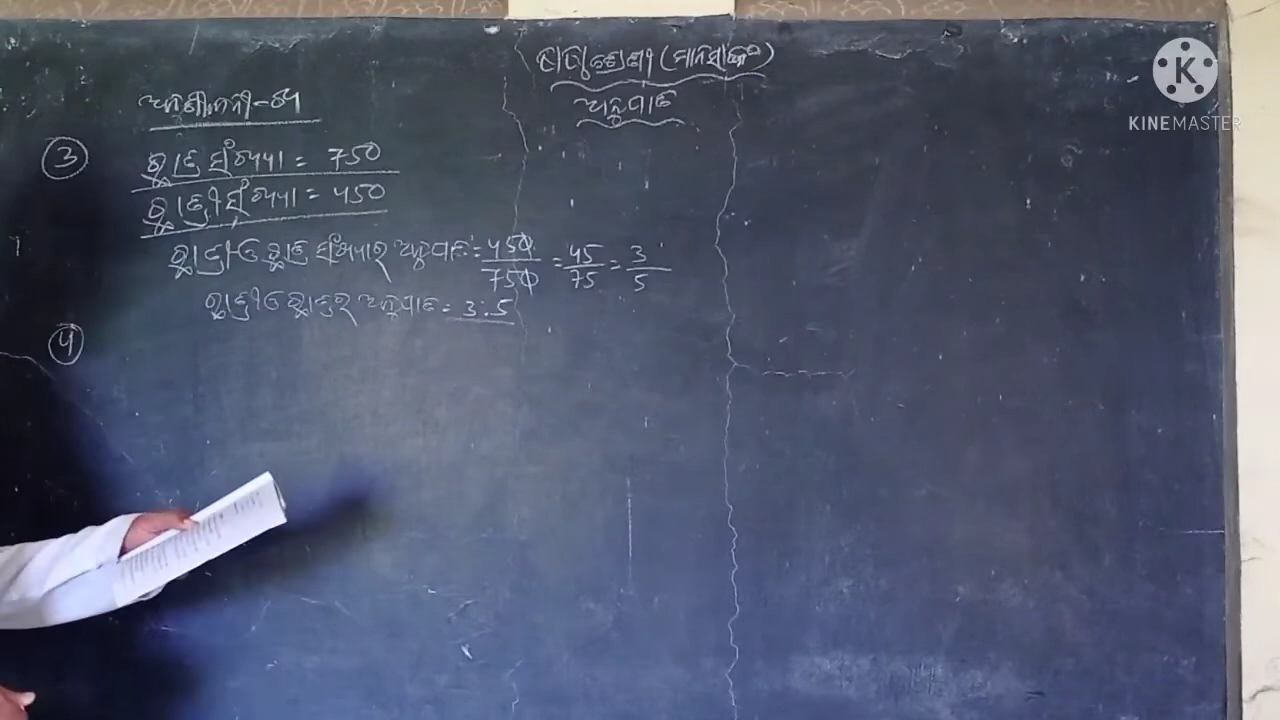 ଅନୁଶୀଳନୀ-
ଅନୁପାତ
③ ଛାତ୍ର ସଂଖ୍ୟା = 750
ଛାତ୍ରୀ ସଂଖ୍ୟା = 450
ଛାତ୍ରୀ ଓ ଛାତ୍ର ସଂଖ୍ୟାର ଅନୁପାତ = 450/750 = 45/75 = 3/5
ଛାତ୍ରୀ ଓ ଛାତ୍ରର ଅନୁପାତ = 3:5
④
K
KINEMASTER